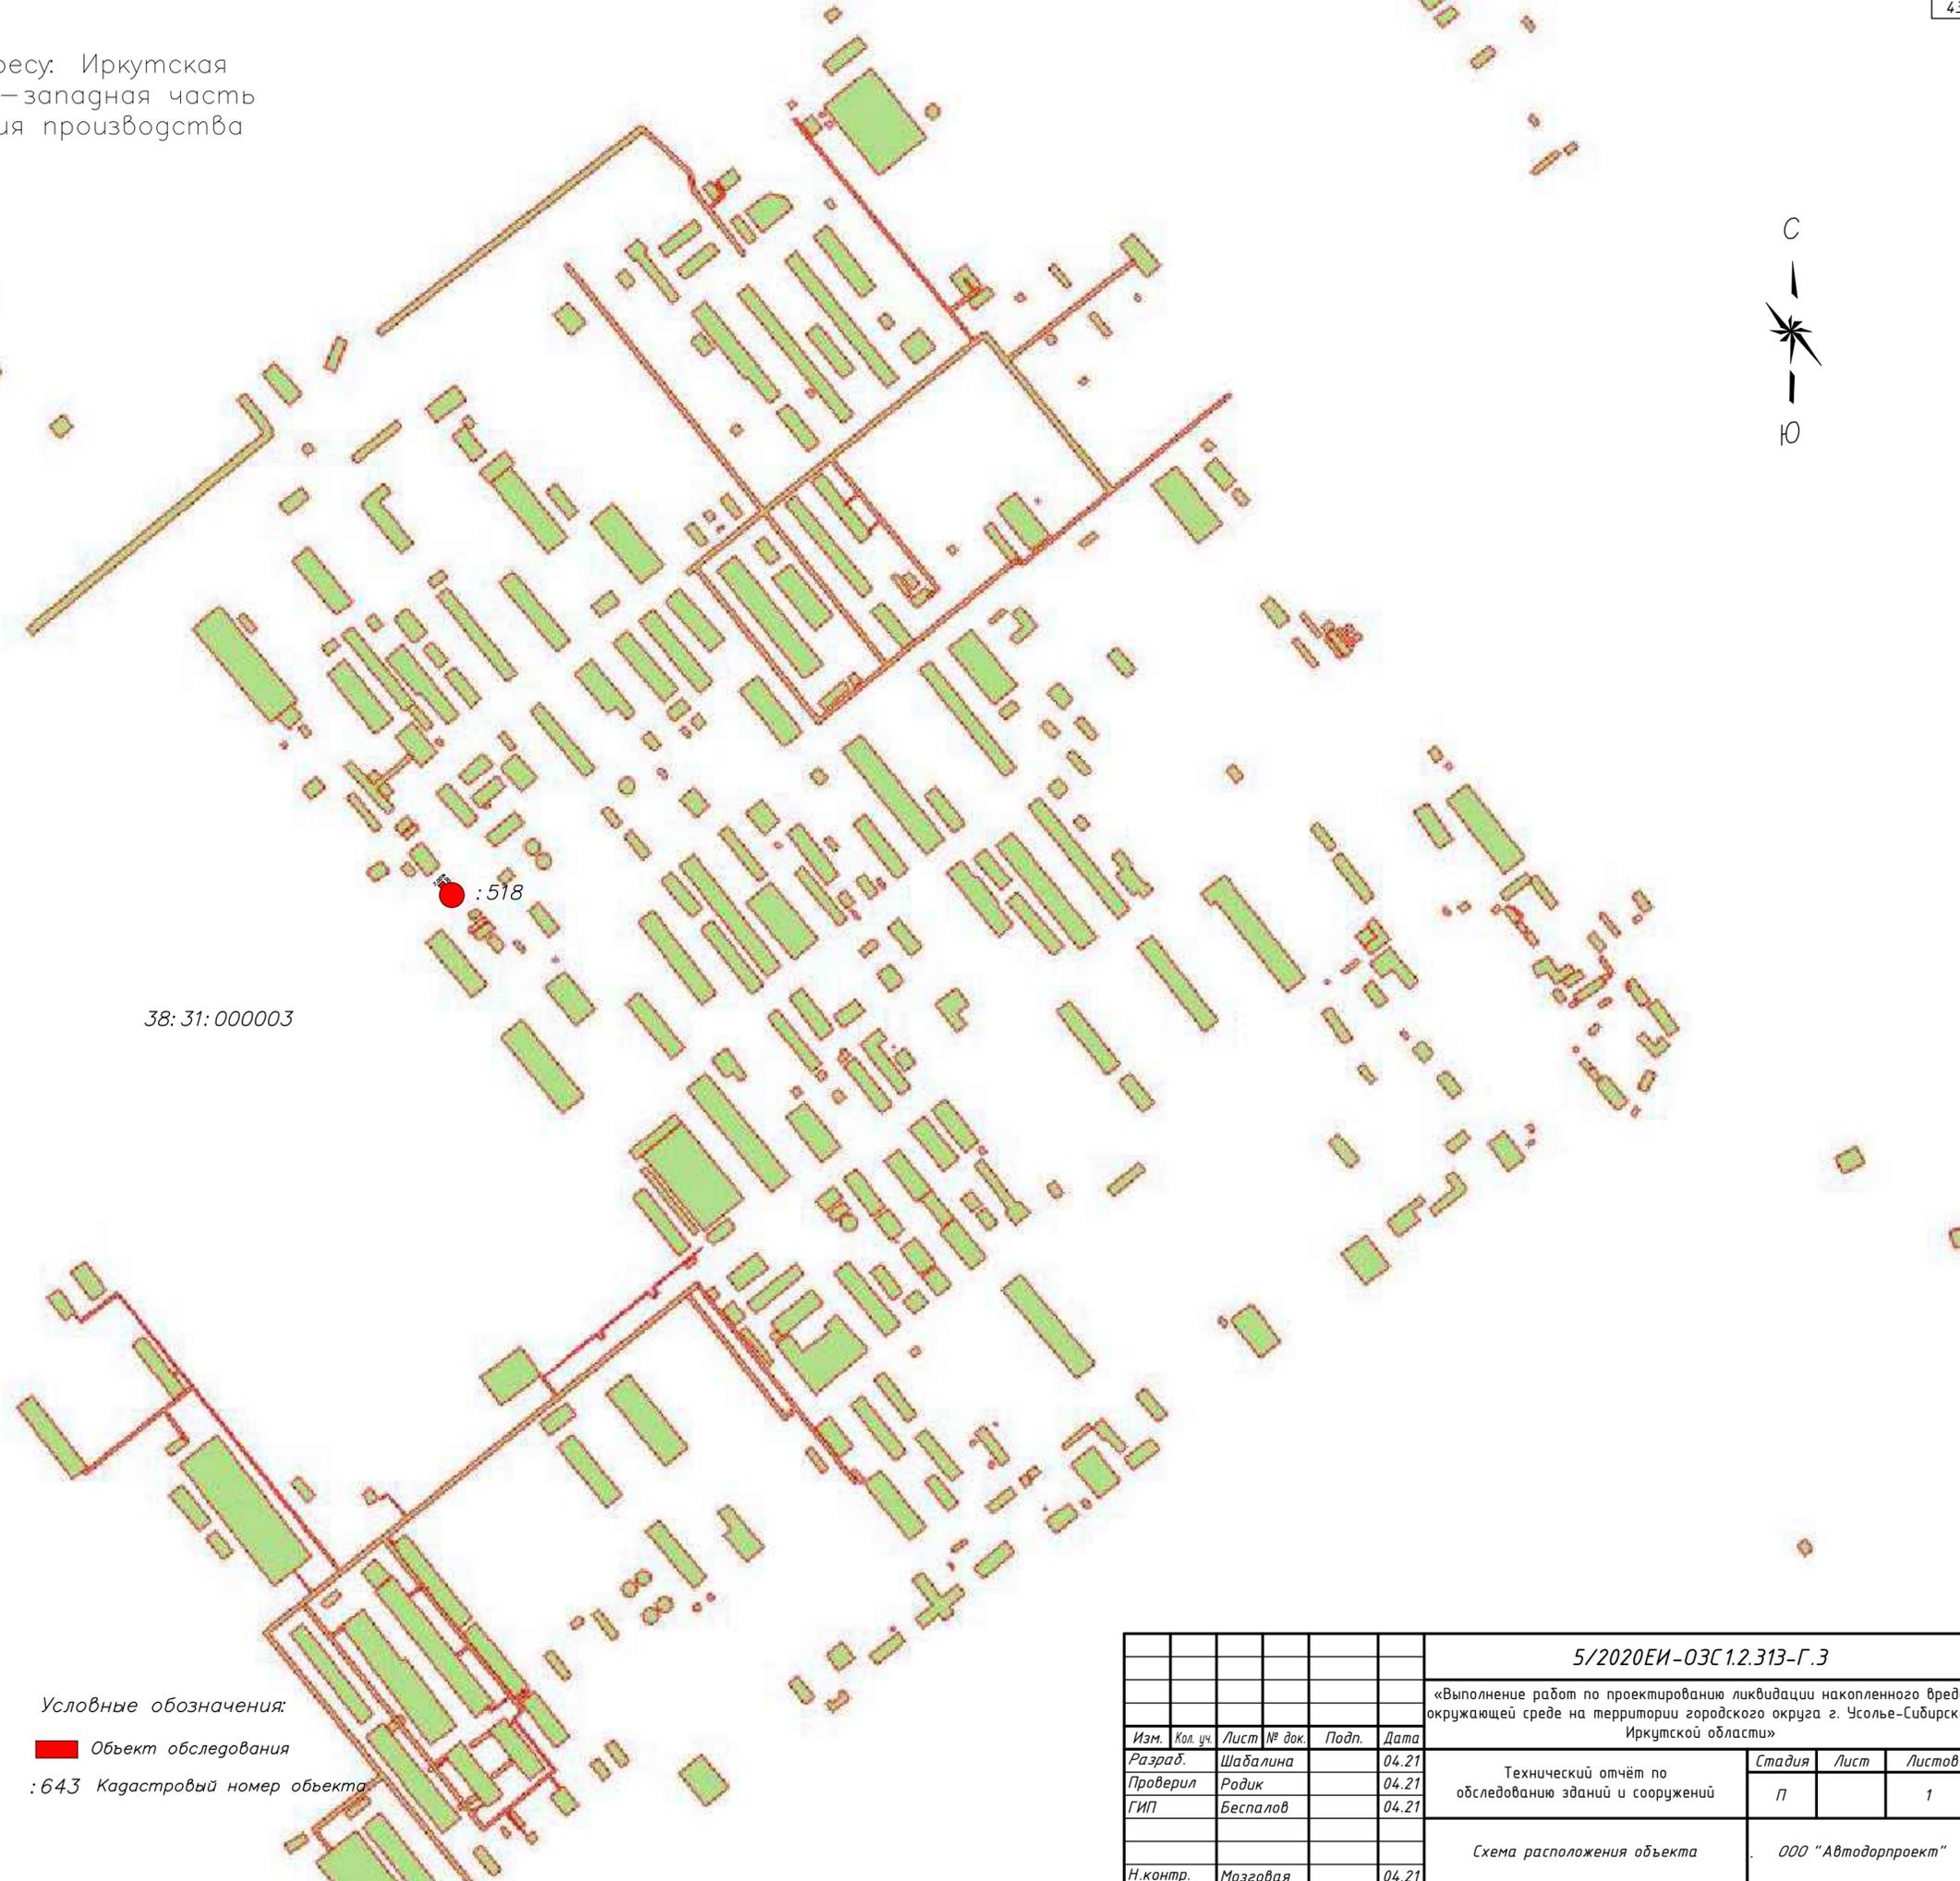 43
ресу: Иркутская
-западная часть
ия производства
С
Ю
:518
38:31:000003
Условные обозначения:
Объект обследования
:643 Кадастровый номер объекта
5/2020ЕИ-ОЗС1.2.313-Г.3
«Выполнение работ по проектированию ликвидации накопленного вред
окружающей среде на территории городского округа г. Усолье-Сибирск
Иркутской области»
Изм. Кол. уч. Лист № док. Подп. Дата
Разраб. Шабалина 04.21
Проверил Родик 04.21
ГИП Беспалов 04.21
Н.контр. Мозговая 04.21
Технический отчёт по
обследованию зданий и сооружений
Стадия Лист Листов
П 1
Схема расположения объекта
ООО "Автодорпроект"